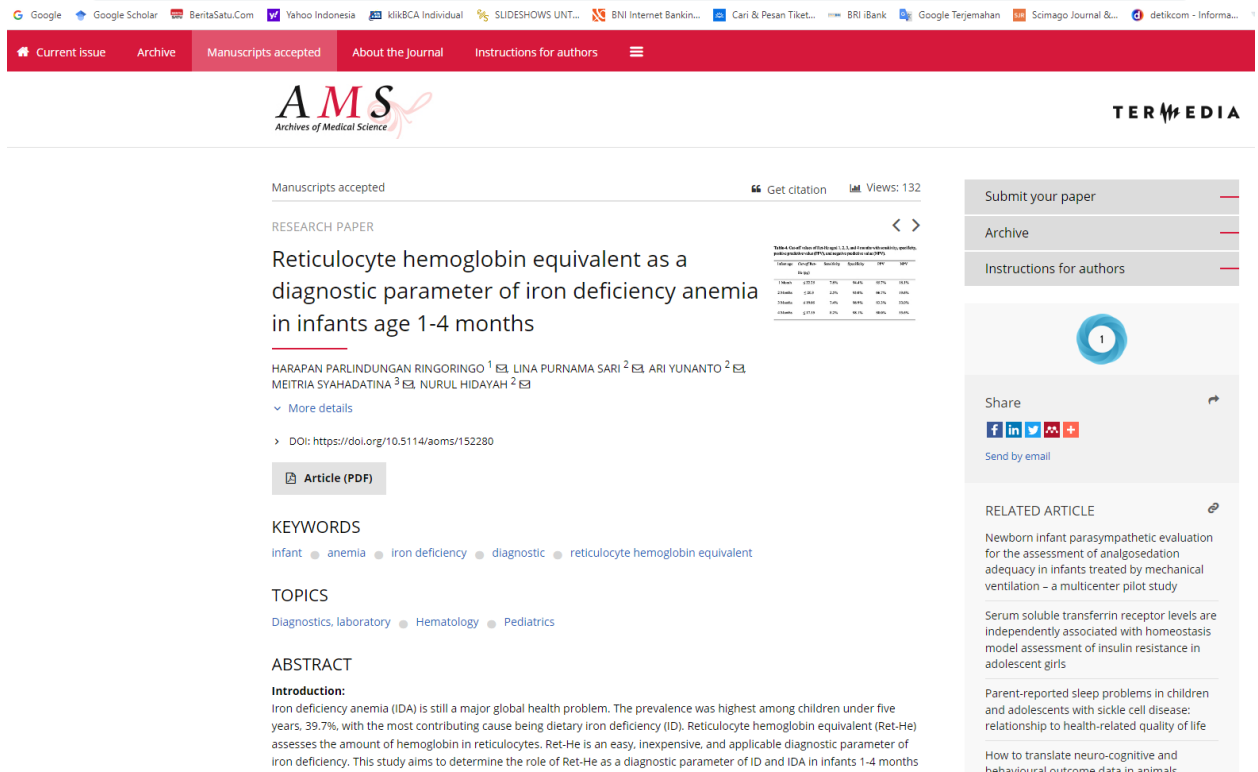 Google Google Scholar BeritaSatu.Com Yahoo Indonesia klikBCA Individual SLIDESHOWS UNT... BNI Internet Bankin... Cari & Pesan Tiket... BRI iBank Google Terjemahan Scimago Journal &... detikcom - Informa...
Current issue Archive Manuscripts accepted About the Journal Instructions for authors
AMS
Archives of Medical Science
TERMEDIA
Manuscripts accepted
Get citation Views: 132
RESEARCH PAPER
Reticulocyte hemoglobin equivalent as a
diagnostic parameter of iron deficiency anemia
in infants age 1-4 months
HARAPAN PARLINDUNGAN RINGORINGO 1 , LINA PURNAMA SARI 2 , ARI YUNANTO 2 ,
MEITRIA SYAHADATINA 3 , NURUL HIDAYAH 2
More details
DOI: https://doi.org/10.5114/aoms/152280
Article (PDF)
KEYWORDS
infant anemia iron deficiency diagnostic reticulocyte hemoglobin equivalent
TOPICS
Diagnostics, laboratory Hematology Pediatrics
ABSTRACT
Introduction:
Iron deficiency anemia (IDA) is still a major global health problem. The prevalence was highest among children under five
years, 39.7%, with the most contributing cause being dietary iron deficiency (ID). Reticulocyte hemoglobin equivalent (Ret-He)
assesses the amount of hemoglobin in reticulocytes. Ret-He is an easy, inexpensive, and applicable diagnostic parameter of
iron deficiency. This study aims to determine the role of Ret-He as a diagnostic parameter of ID and IDA in infants 1-4 months
Submit your paper
Archive
Instructions for authors
1
Share
Send by email
RELATED ARTICLE
Newborn infant parasympathetic evaluation
for the assessment of analgosedation
adequacy in infants treated by mechanical
ventilation – a multicenter pilot study
Serum soluble transferrin receptor levels are
independently associated with homeostasis
model assessment of insulin resistance in
adolescent girls
Parent-reported sleep problems in children
and adolescents with sickle cell disease:
relationship to health-related quality of life
How to translate neuro-cognitive and
behavioural outcome data in animals